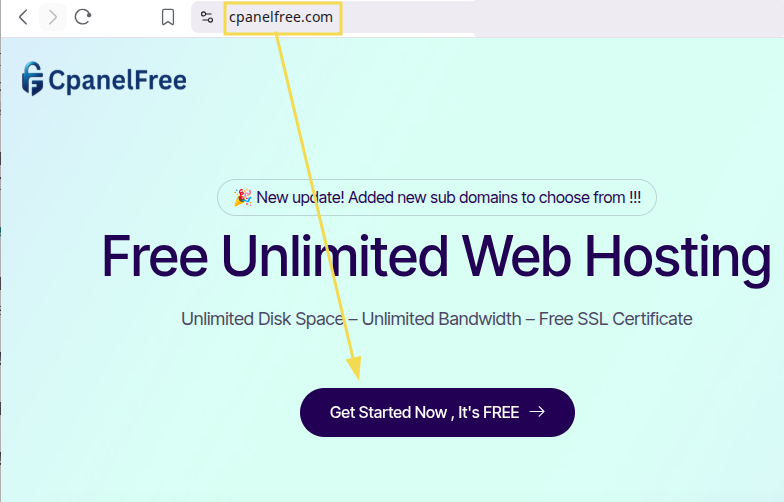 cpanelfree.com
CpanelFree
🎉 New update! Added new sub domains to choose from !!!
Free Unlimited Web Hosting
Unlimited Disk Space – Unlimited Bandwidth – Free SSL Certificate
Get Started Now , It's FREE →